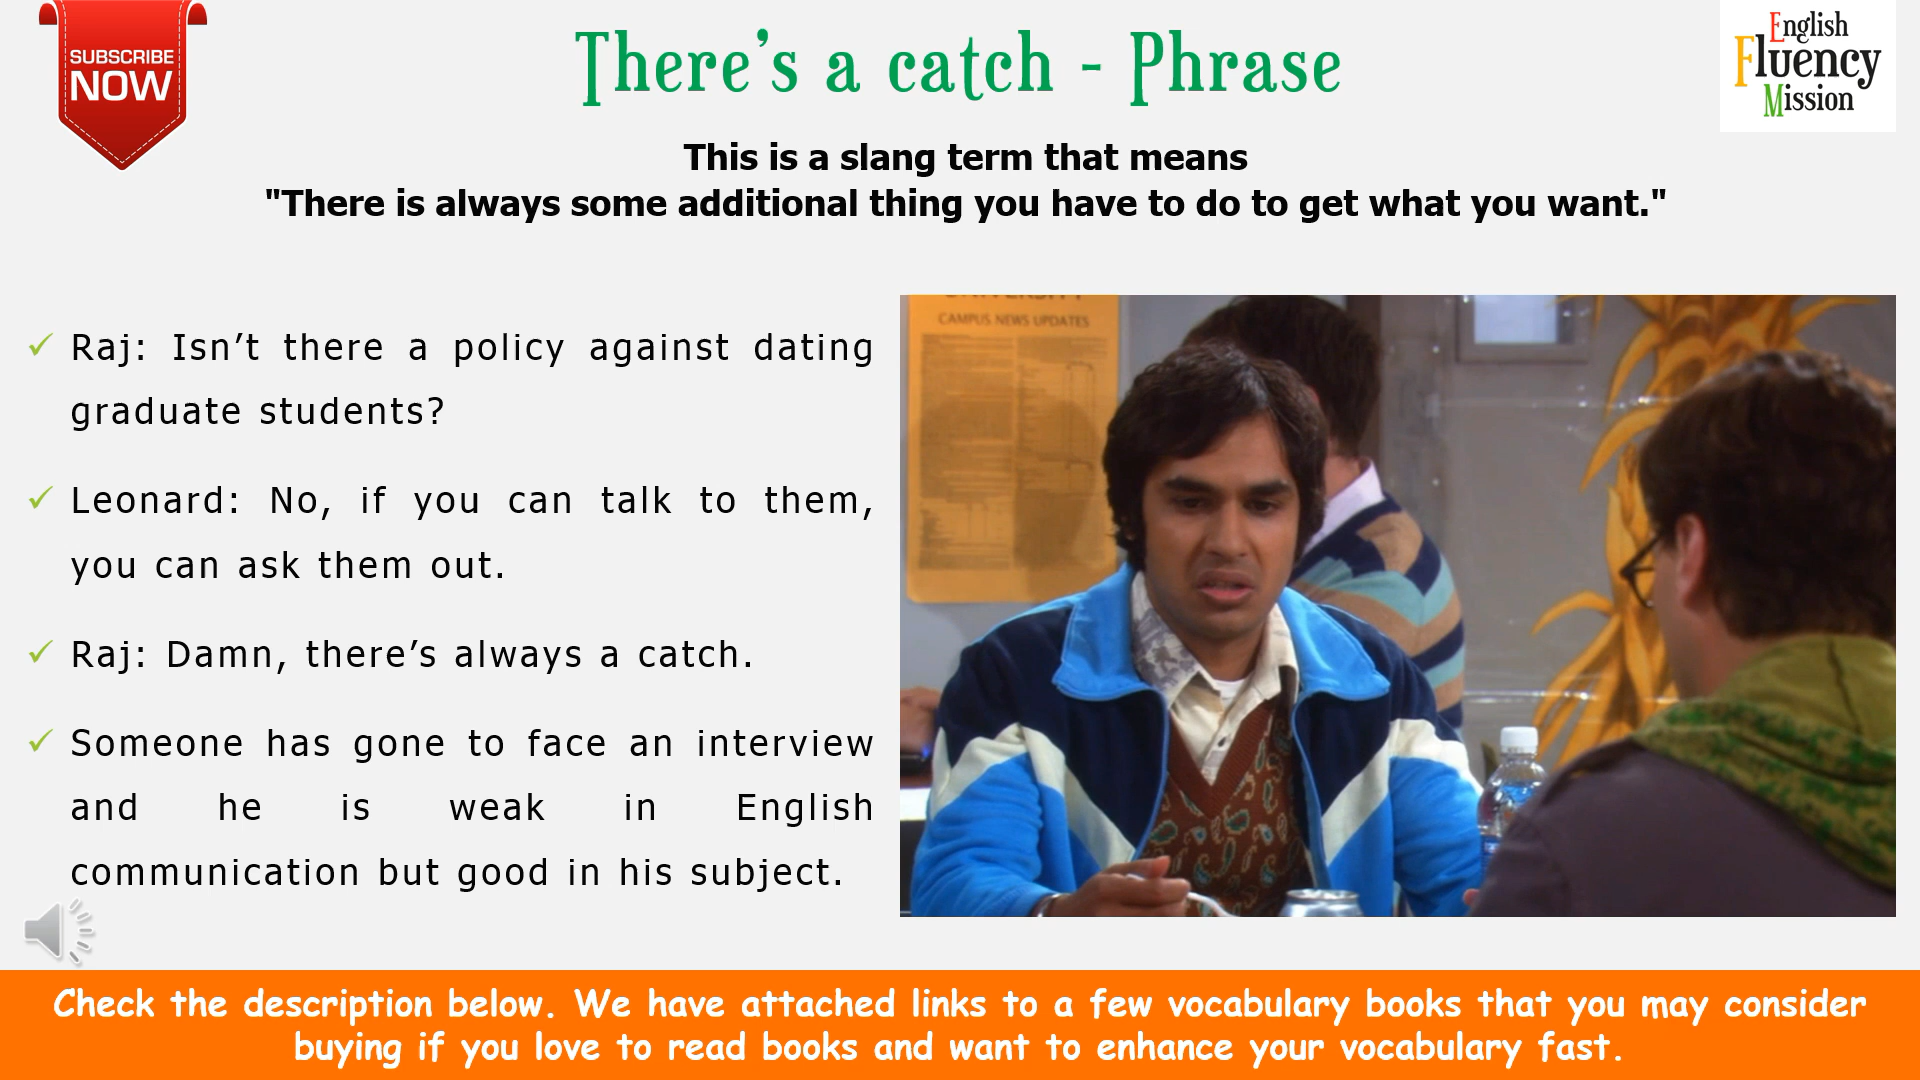 SUBSCRIBE
NOW
There's a catch - Phrase
English
Fluency
Mission
This is a slang term that means
"There is always some additional thing you have to do to get what you want."
Raj: Isn't there a policy against dating
graduate students?
Leonard: No, if you can talk to them,
you can ask them out.
Raj: Damn, there's always a catch.
Someone has gone to face an interview
and he is weak in English
communication but good in his subject.
UNIVERSITY
CAMPUS NEWS UPDATES
Check the description below. We have attached links to a few vocabulary books that you may consider
buying if you love to read books and want to enhance your vocabulary fast.